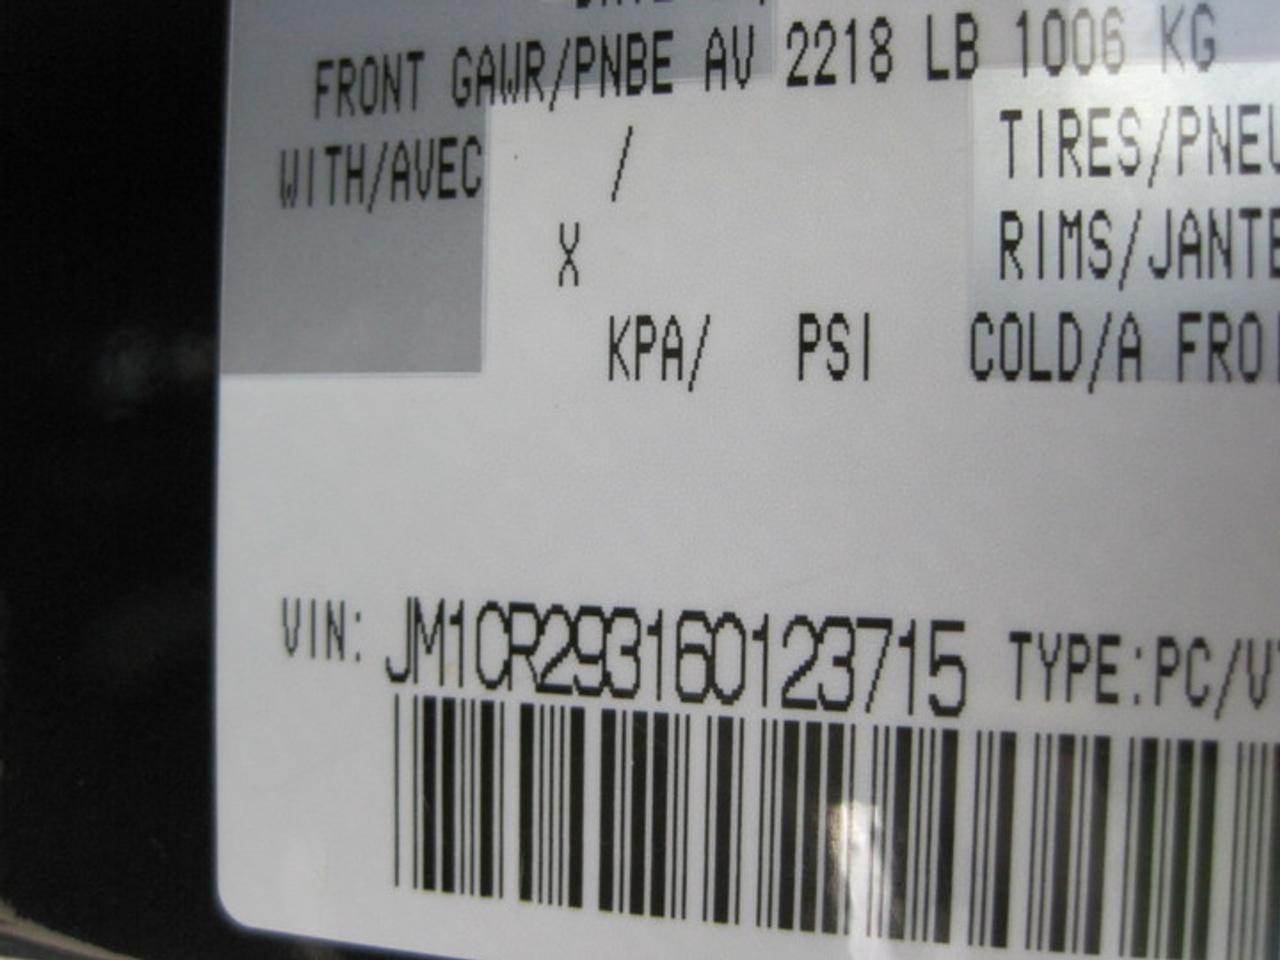 FRONT GAWR/PNBE AV 2218 LB 1006 KG
WITH/AVEC / TIRES/PNEU
X RIMS/JANTE
KPA/ PSI COLD/A FROI
VIN: JM1CR293160123715 TYPE:PC/V